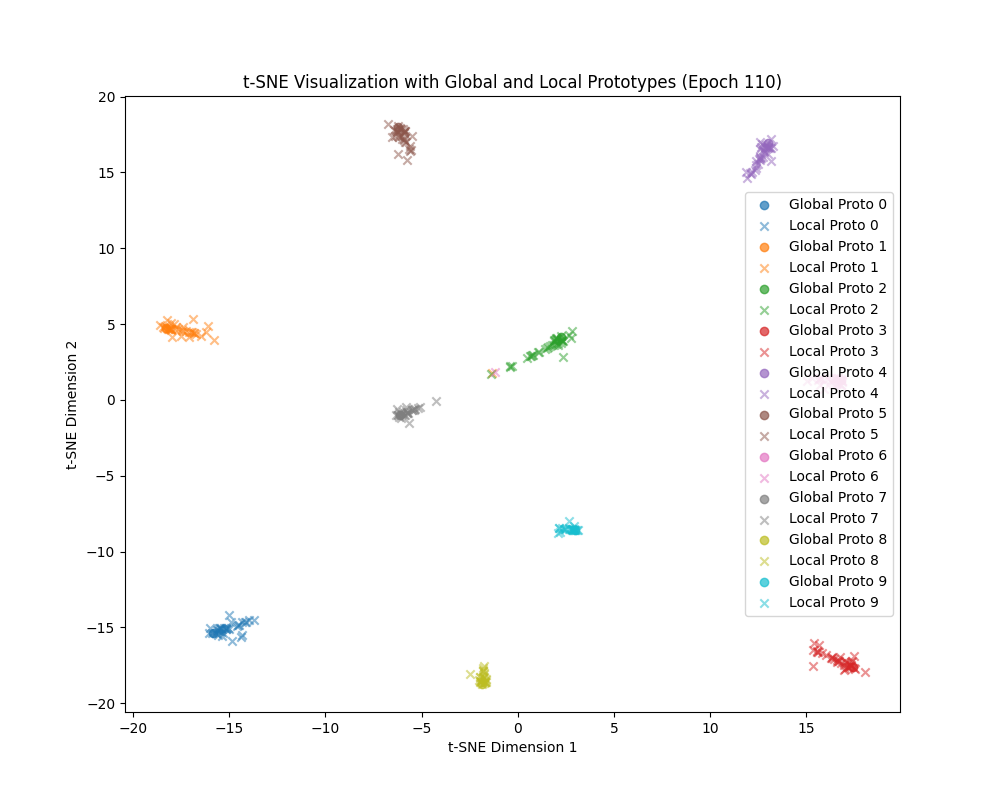 t-SNE Visualization with Global and Local Prototypes (Epoch 110)
20
15
10
5
0
−5
−10
−15
−20
t-SNE Dimension 2
Global Proto 0
Local Proto 0
Global Proto 1
Local Proto 1
Global Proto 2
Local Proto 2
Global Proto 3
Local Proto 3
Global Proto 4
Local Proto 4
Global Proto 5
Local Proto 5
Global Proto 6
Local Proto 6
Global Proto 7
Local Proto 7
Global Proto 8
Local Proto 8
Global Proto 9
Local Proto 9
−20 −15 −10 −5 0 5 10 15
t-SNE Dimension 1